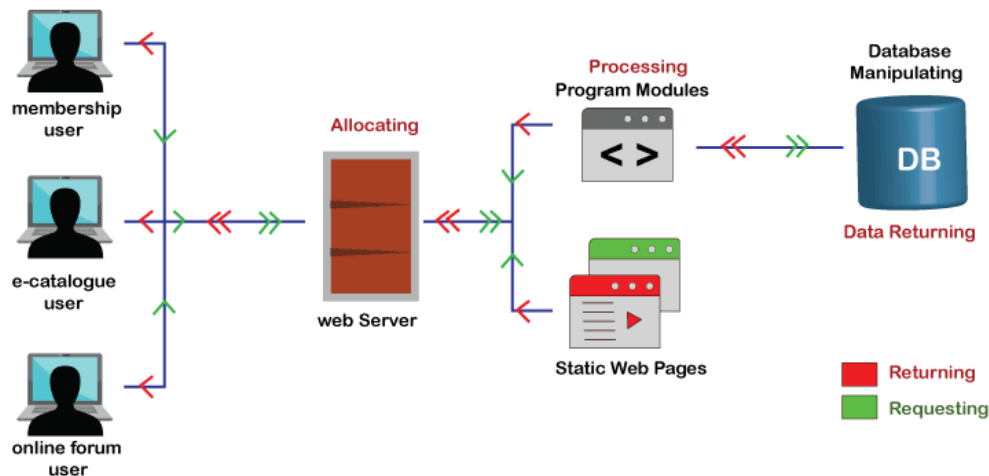 membership
user
e-catalogue
user
online forum
user
Allocating
web Server
Processing
Program Modules
< >
Static Web Pages
Database
Manipulating
DB
Data Returning
Returning
Requesting